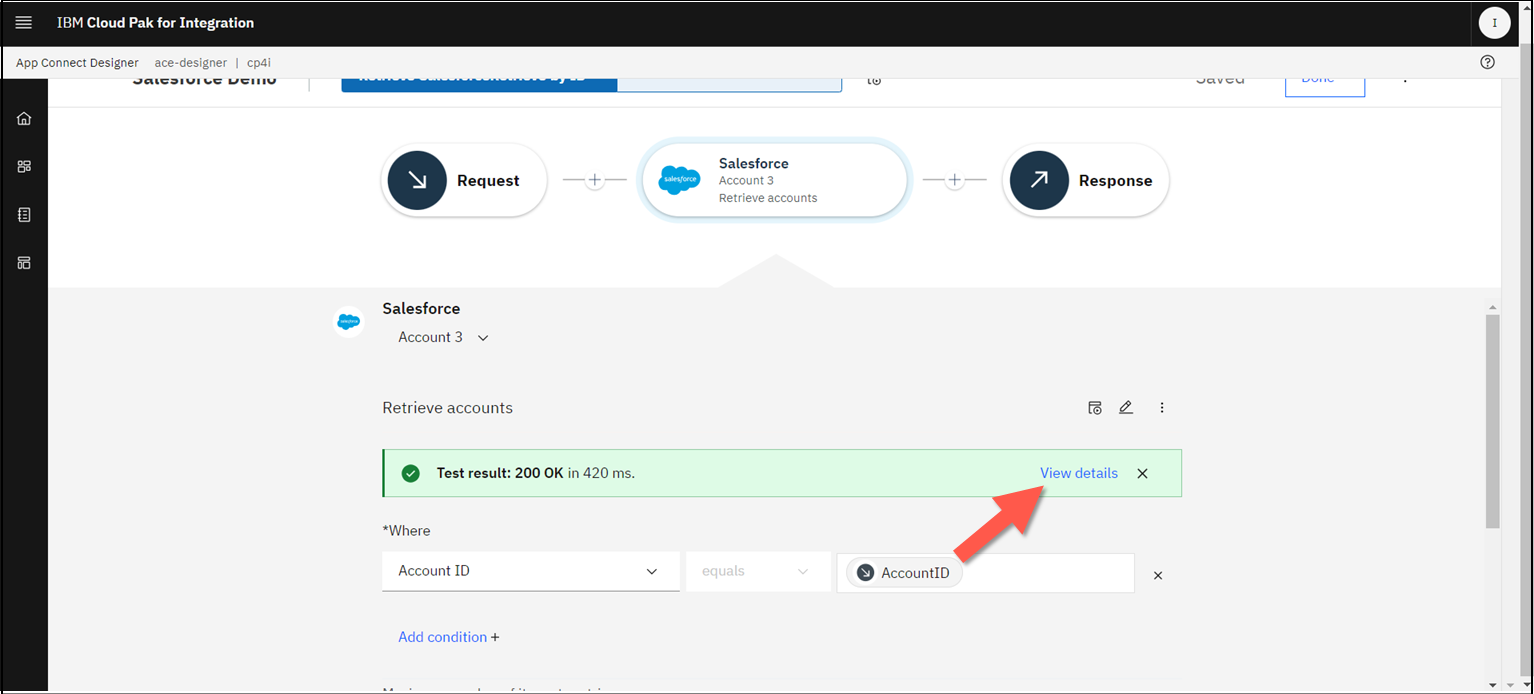 IBM Cloud Pak for Integration
I
App Connect Designer ace-designer | cp4i
Salesforce Demo
Saved
Done
Request
salesforce
Salesforce
Account 3
Retrieve accounts
Response
Salesforce
Account 3
Retrieve accounts
Test result: 200 OK in 420 ms.
View details
*Where
Account ID
equals
AccountID
Add condition +